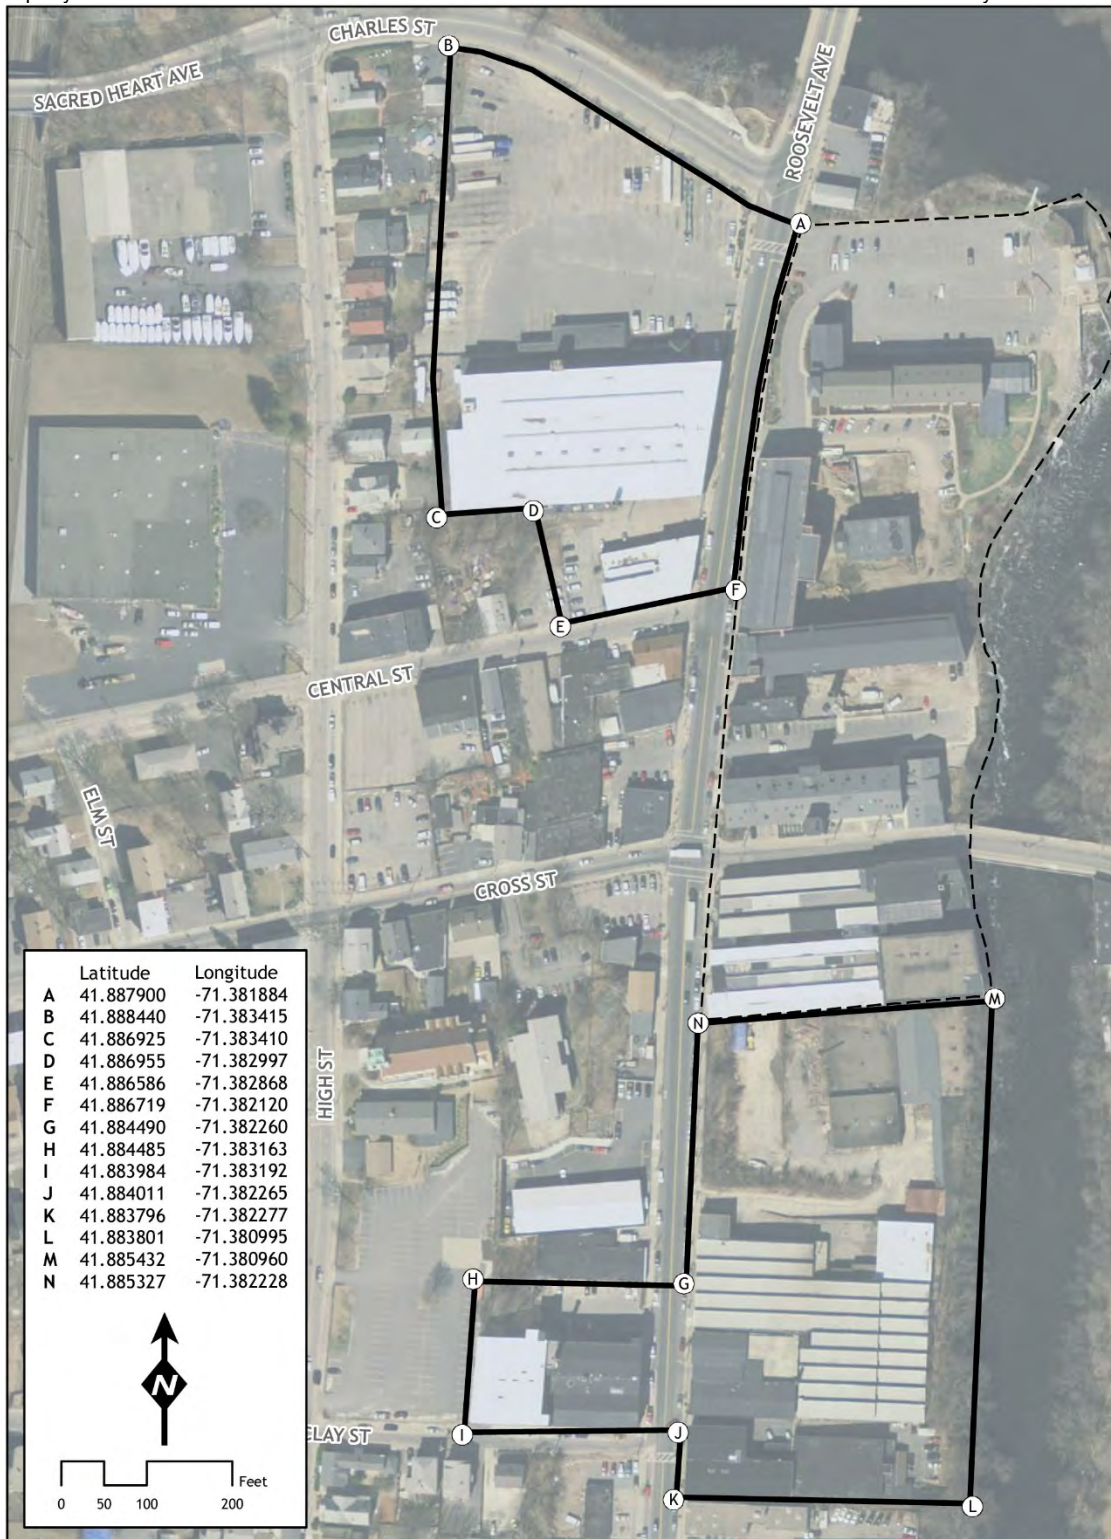 CHARLES ST
B
SACRED HEART AVE
ROOSEVELT AVE
A
C
D
F
E
CENTRAL ST
ELM ST
CROSS ST
M
N
HIGH ST
H
G
I
J
CLAY ST
K
L
Latitude Longitude
A 41.887900 -71.381884
B 41.888440 -71.383415
C 41.886925 -71.383410
D 41.886955 -71.382997
E 41.886586 -71.382868
F 41.886719 -71.382120
G 41.884490 -71.382260
H 41.884485 -71.383163
I 41.883984 -71.383192
J 41.884011 -71.382265
K 41.883796 -71.382277
L 41.883801 -71.380995
M 41.885432 -71.380960
N 41.885327 -71.382228
N
Feet
0 50 100 200